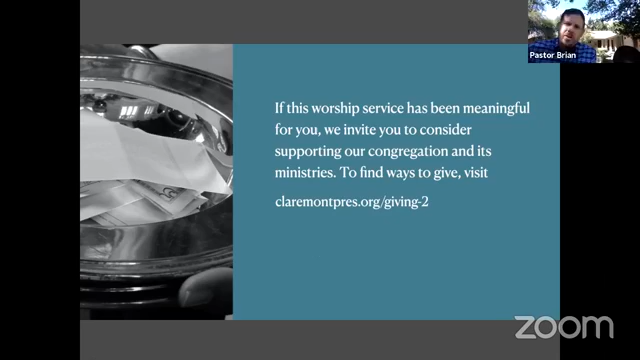 Pastor Brian
If this worship service has been meaningful
for you, we invite you to consider
supporting our congregation and its
ministries. To find ways to give, visit
claremontpres.org/giving-2
zoom